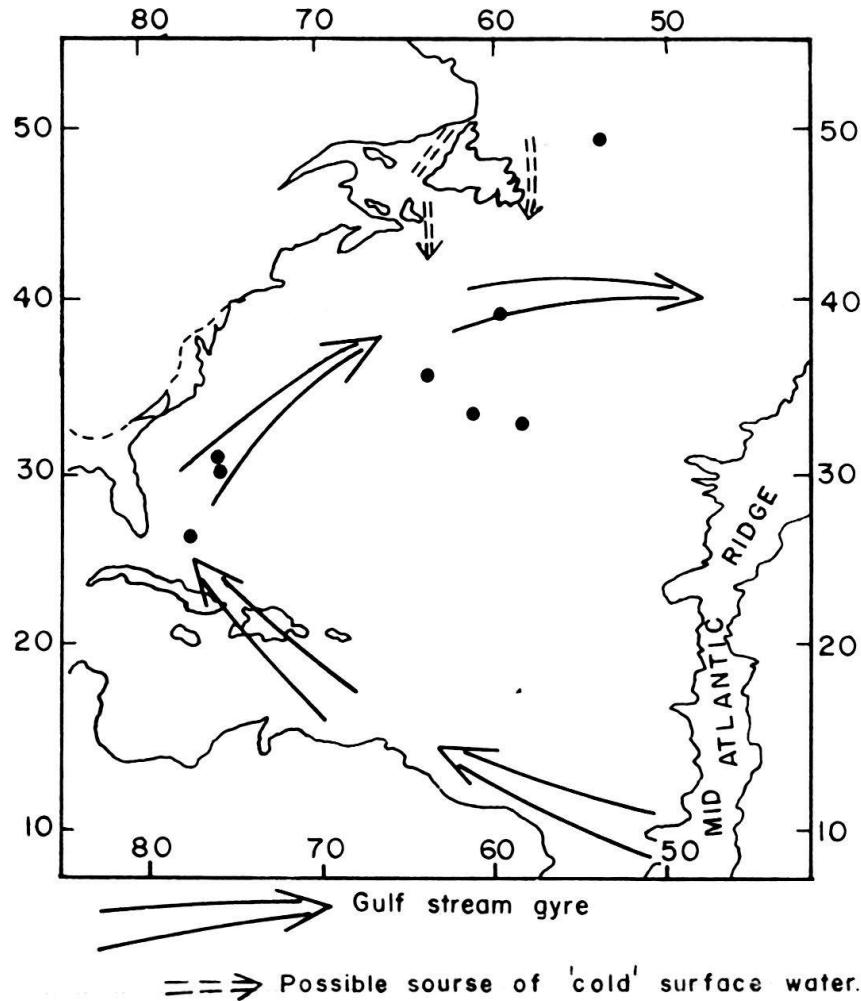 80 70 60 50
50 50
40 40
30 30
RIDGE
20 20
MID ATLANTIC
10 10
80 70 60 50
Gulf stream gyre
Possible sourse of 'cold' surface water.